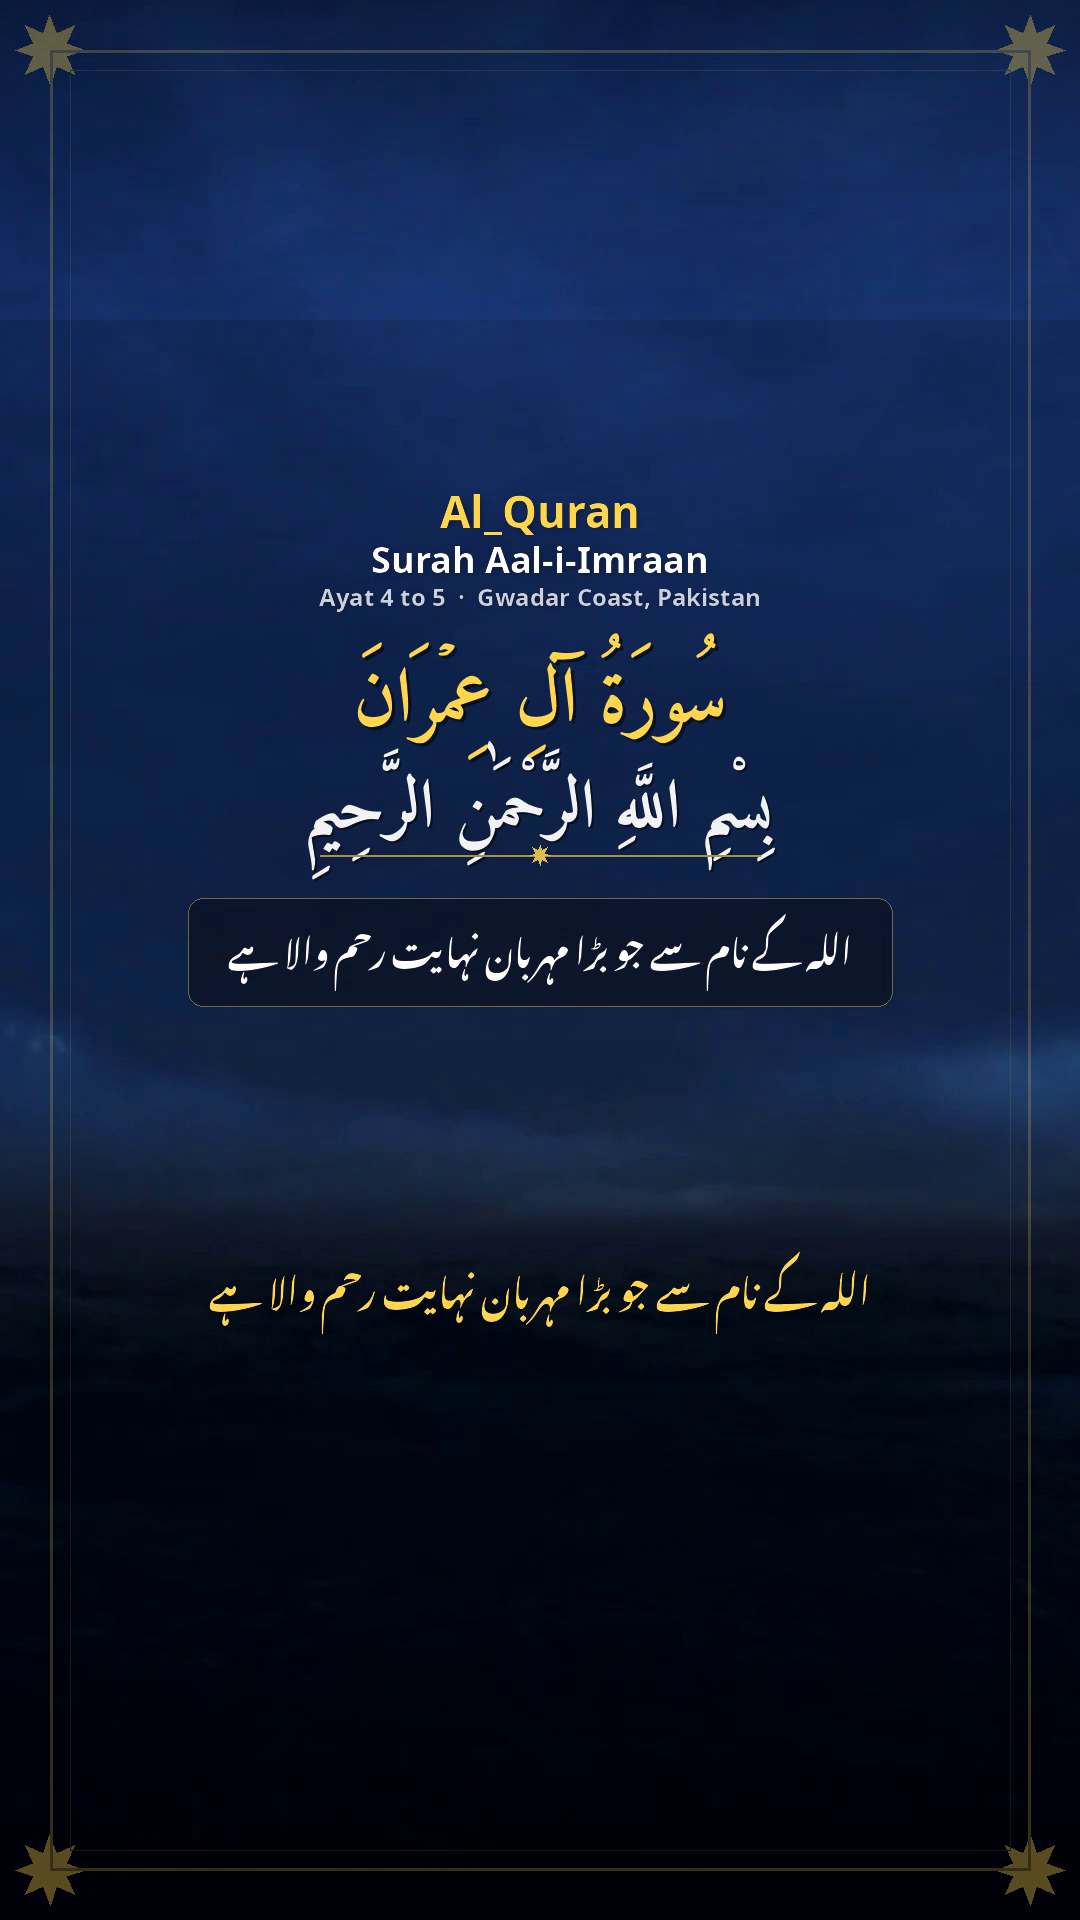 Al_Quran
Surah Aal-i-Imraan
Ayat 4 to 5 · Gwadar Coast, Pakistan
سُورَةُ آلِ عِمْرَانَ
بِسْمِ اللَّهِ الرَّحْمَٰنِ الرَّحِيمِ
اللہ کے نام سے جو بڑا مہربان نہایت رحم والا ہے
اللہ کے نام سے جو بڑا مہربان نہایت رحم والا ہے